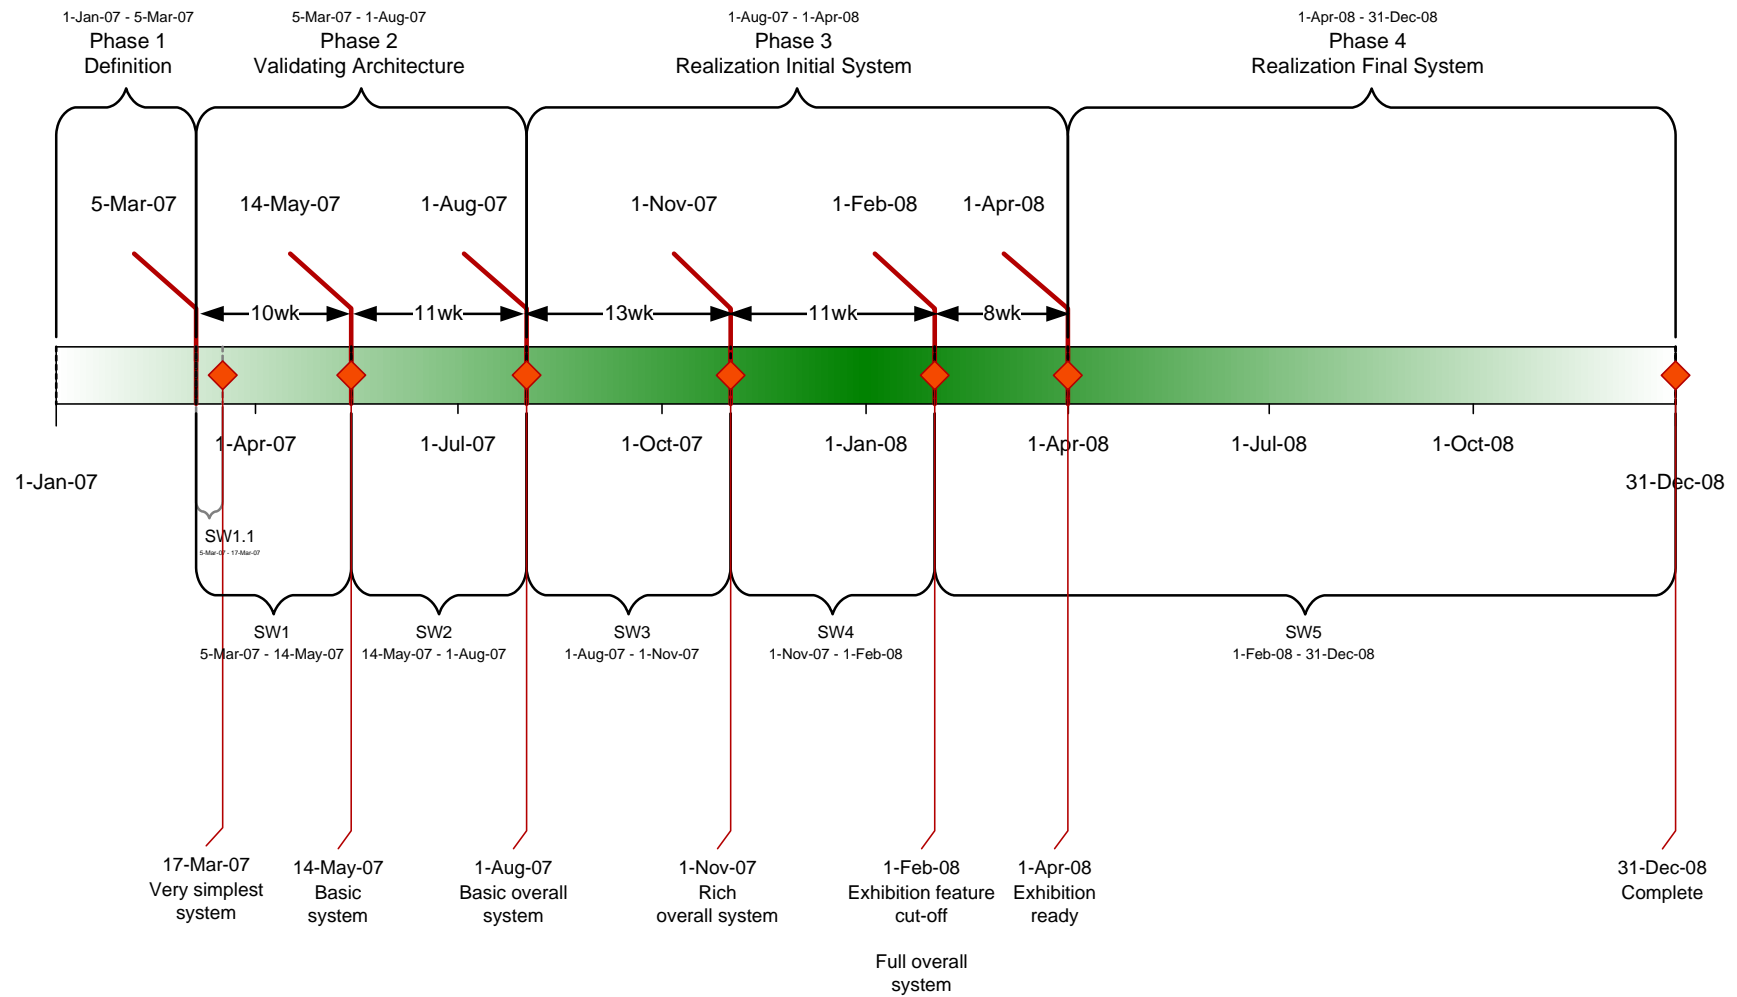 1-Jan-07 - 5-Mar-07
Phase 1
Definition
5-Mar-07 - 1-Aug-07
Phase 2
Validating Architecture
1-Aug-07 - 1-Apr-08
Phase 3
Realization Initial System
1-Apr-08 - 31-Dec-08
Phase 4
Realization Final System
5-Mar-07
14-May-07
1-Aug-07
1-Nov-07
1-Feb-08
1-Apr-08
10wk
11wk
13wk
11wk
8wk
1-Apr-07
1-Jul-07
1-Oct-07
1-Jan-08
1-Apr-08
1-Jul-08
1-Oct-08
1-Jan-07
31-Dec-08
SW1.1
5-Mar-07 - 17-Mar-07
SW1
5-Mar-07 - 14-May-07
SW2
14-May-07 - 1-Aug-07
SW3
1-Aug-07 - 1-Nov-07
SW4
1-Nov-07 - 1-Feb-08
SW5
1-Feb-08 - 31-Dec-08
17-Mar-07
Very simplest
system
14-May-07
Basic
system
1-Aug-07
Basic overall
system
1-Nov-07
Rich
overall system
1-Feb-08
Exhibition feature
cut-off
Full overall
system
1-Apr-08
Exhibition
ready
31-Dec-08
Complete